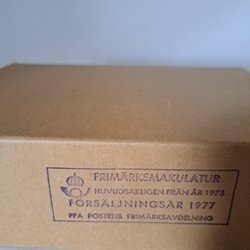 FRIMÄRKSMAKULATUR
HUVUDSAKLIGEN FRÅN ÅR 1973
FÖRSÄLJNINGSÅR 1977
PFA POSTENS FRIMÄRKSAVDELNING